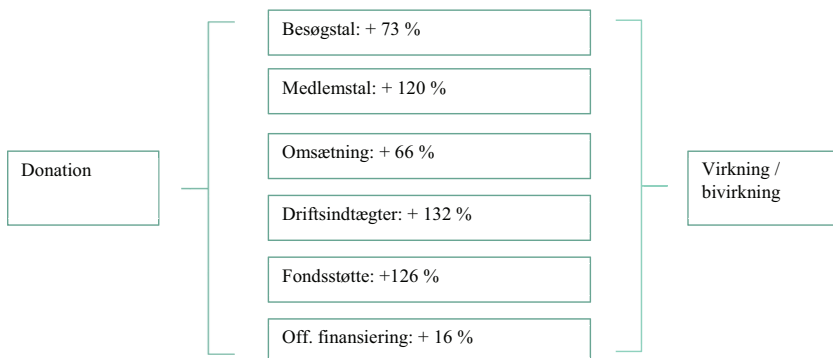 Donation
Besøgstal: + 73 %
Medlemstal: + 120 %
Omsætning: + 66 %
Driftsindtægter: + 132 %
Fondsstøtte: +126 %
Off. finansiering: + 16 %
Virkning /
bivirkning